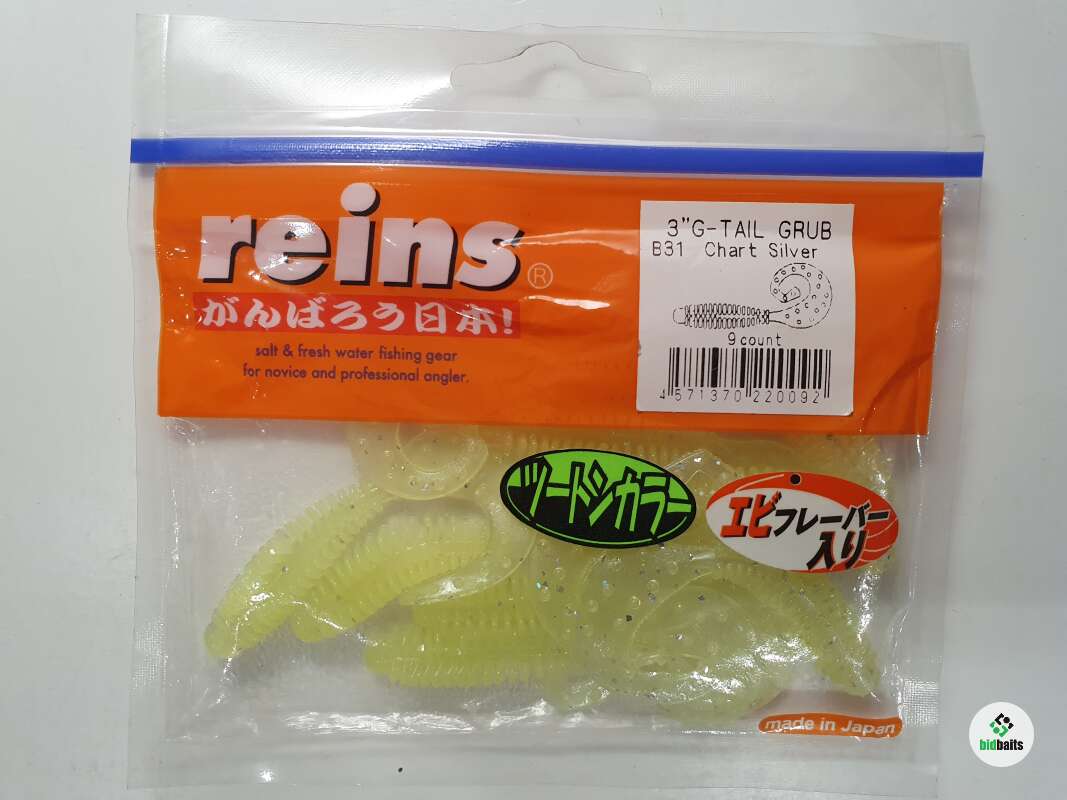 reins®
がんばろう日本!
salt & fresh water fishing gear
for novice and professional angler.
3"G-TAIL GRUB
B31 Chart Silver
9 count
4 571370 220092
ツートンカラー
エビフレーバー
入り
made in Japan
bidbaits